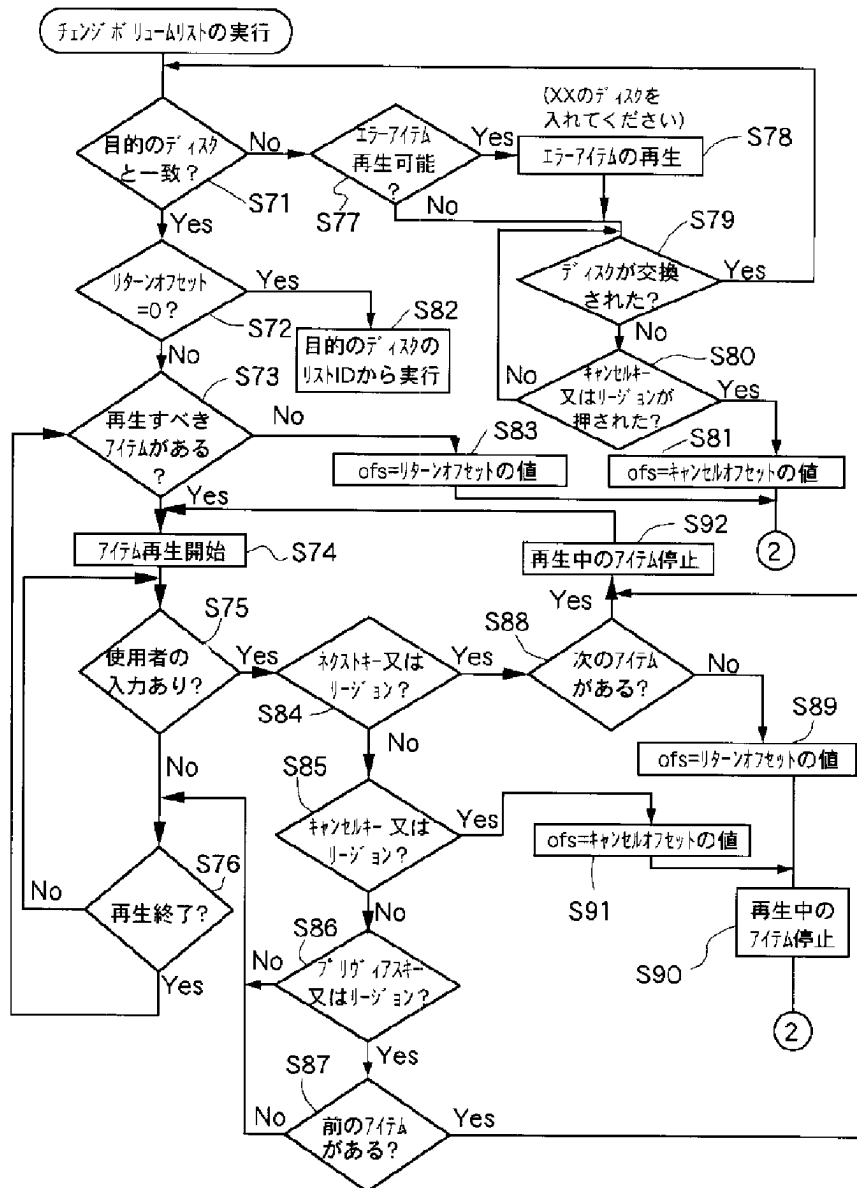 チェンジボリュームリストの実行
目的のディスク
と一致?
No
Yes
S71
エラーアイテム
再生可能
?
Yes
No
S77
(XXのディスクを
入れてください)
エラーアイテムの再生
S78
S79
ディスクが交換
された?
Yes
No
リターンオフセット
=0?
Yes
No
S72
S82
目的のディスクの
リストIDから実行
S80
キャンセルキー
又はリージョンが
押された?
No
Yes
S73
再生すべき
アイテムがある
?
No
Yes
S83
ofs=リターンオフセットの値
S81
ofs=キャンセルオフセットの値
2
アイテム再生開始
S74
S92
再生中のアイテム停止
Yes
S75
使用者の
入力あり?
Yes
No
ネクストキー又は
リージョン?
Yes
S84
No
S88
次のアイテム
がある?
No
S89
ofs=リターンオフセットの値
S85
キャンセルキー又は
リージョン?
Yes
No
ofs=キャンセルオフセットの値
S91
S76
再生終了?
No
Yes
再生中の
アイテム停止
S90
2
S86
プリヴィアスキー
又はリージョン?
No
Yes
S87
前のアイテム
がある?
No
Yes